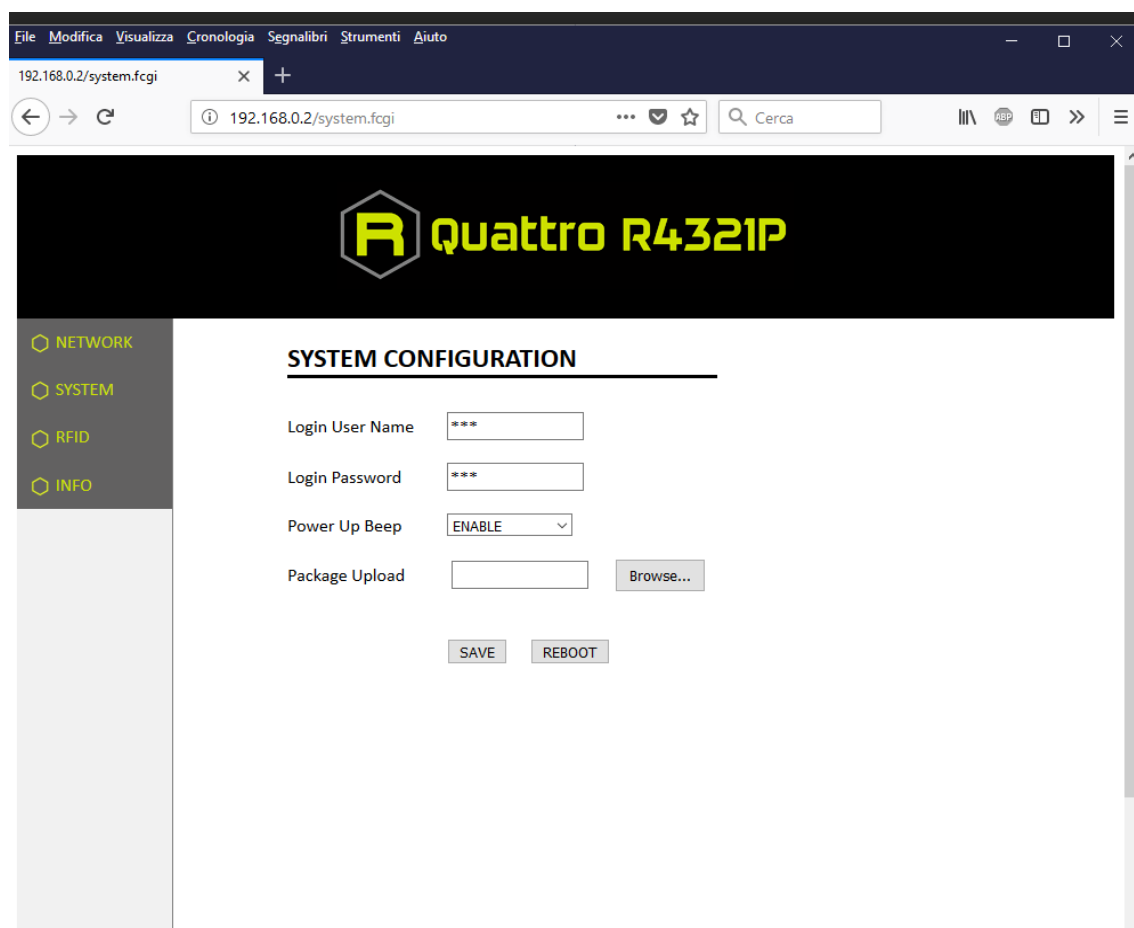 File Modifica Visualizza Cronologia Segnalibri Strumenti Aiuto
192.168.0.2/system.fcgi
192.168.0.2/system.fcgi
Cerca
ABP
R Quattro R4321P
NETWORK
SYSTEM
RFID
INFO
SYSTEM CONFIGURATION
Login User Name ***
Login Password ***
Power Up Beep ENABLE
Package Upload Browse...
SAVE REBOOT